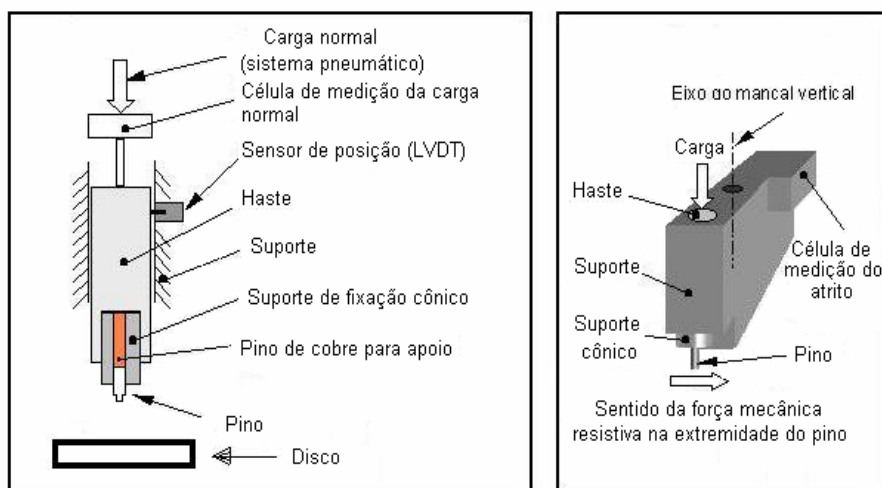 Carga normal
(sistema pneumático)
Célula de medição da carga
normal
Sensor de posição (LVDT)
Haste
Suporte
Suporte de fixação cônico
Pino de cobre para apoio
Pino
Disco
Eixo do mancal vertical
Carga
Haste
Célula de
medição do
atrito
Suporte
Suporte
cônico
Pino
Sentido da força mecânica
resistiva na extremidade do pino